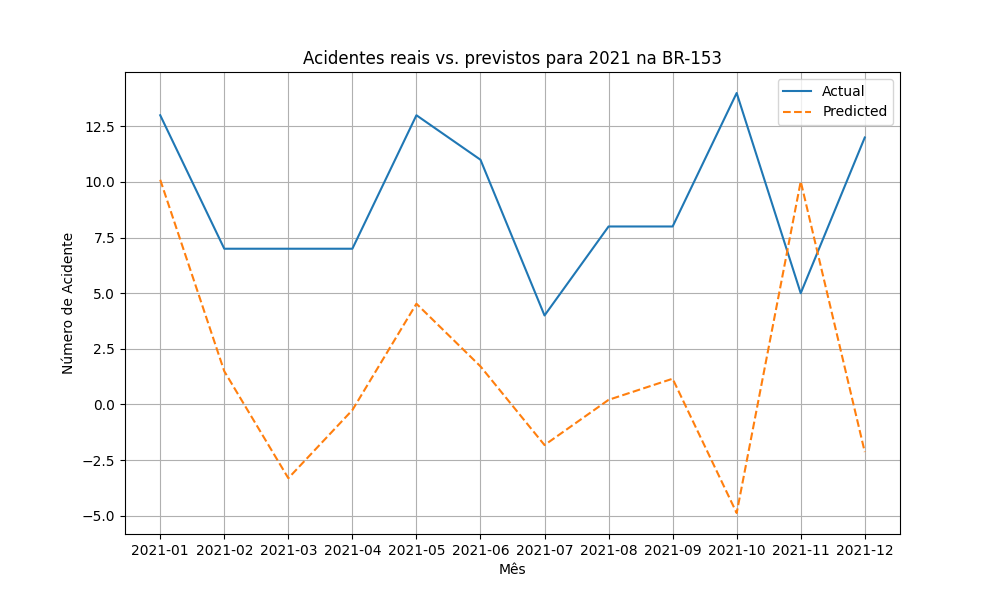 Acidentes reais vs. previstos para 2021 na BR-153
Actual
Predicted
12.5
10.0
7.5
5.0
2.5
0.0
−2.5
−5.0
Número de Acidente
2021-01 2021-02 2021-03 2021-04 2021-05 2021-06 2021-07 2021-08 2021-09 2021-10 2021-11 2021-12
Mês